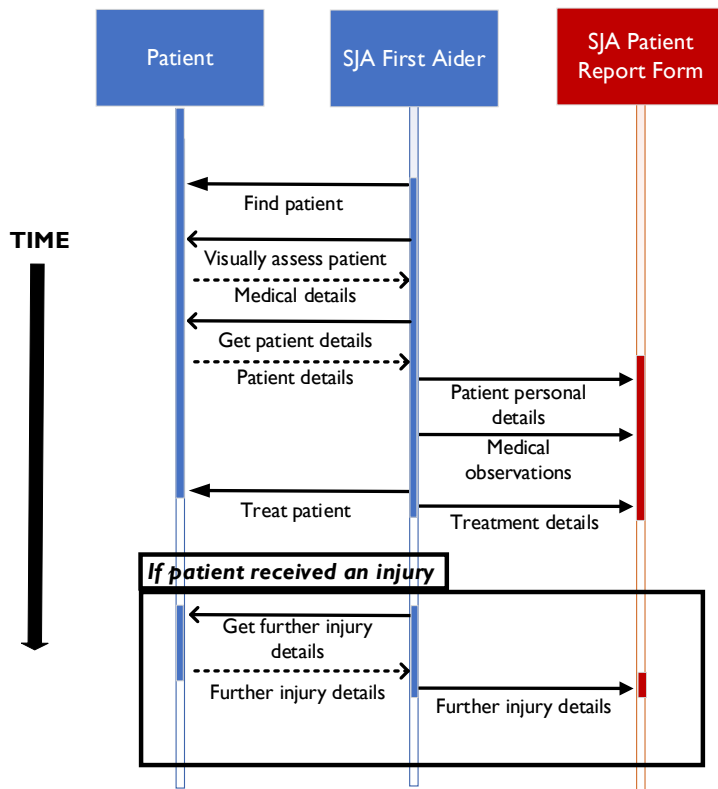 Patient
SJA First Aider
SJA Patient
Report Form
Find patient
TIME
Visually assess patient
Medical details
Get patient details
Patient details
Patient personal
details
Medical
observations
Treat patient
Treatment details
If patient received an injury
Get further injury
details
Further injury details
Further injury details